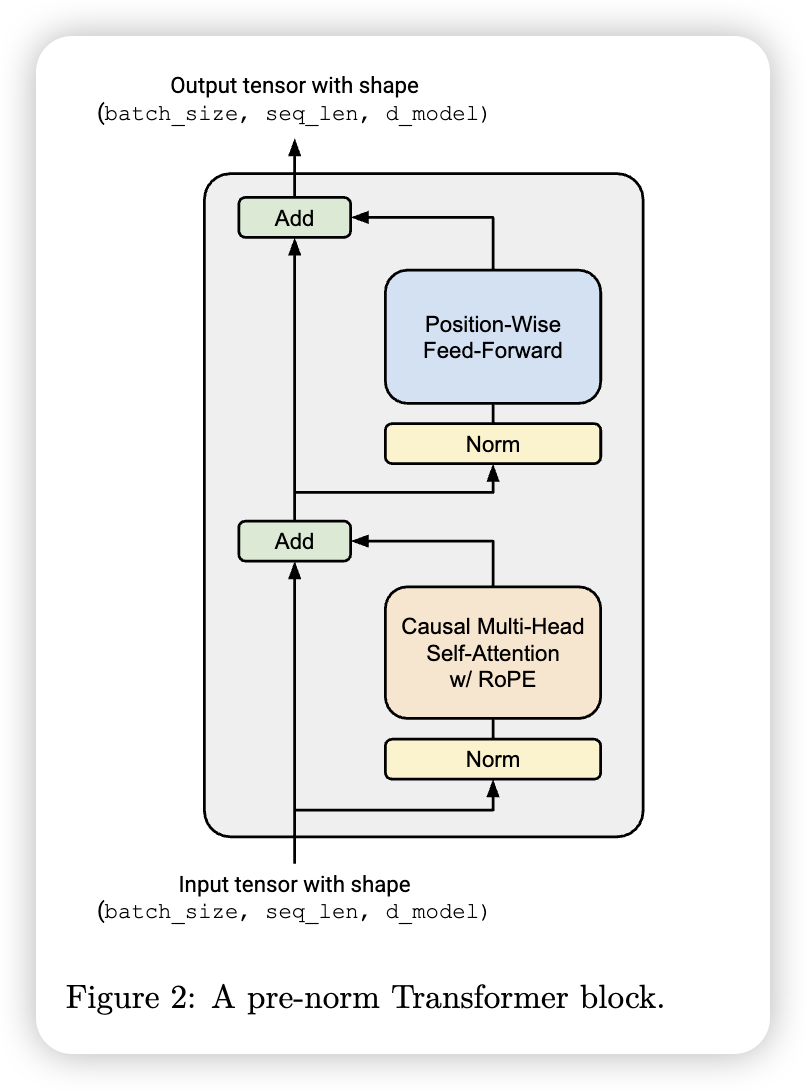 Output tensor with shape
(batch_size, seq_len, d_model)
Add
Position-Wise
Feed-Forward
Norm
Add
Causal Multi-Head
Self-Attention
w/ RoPE
Norm
Input tensor with shape
(batch_size, seq_len, d_model)
Figure 2: A pre-norm Transformer block.